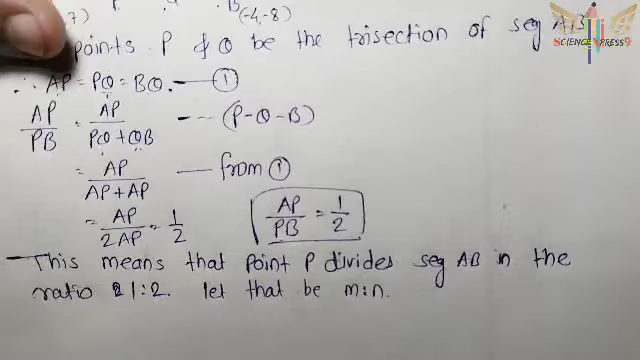 7) P Q B
(-4,-8)
points P & Q be the trisection of seg AB
∴ AP = PQ = BQ. — ①
AP/PB = AP/PQ+QB --- (P-Q-B)
= AP/AP+AP — from ①
= AP/2AP = 1/2
AP/PB = 1/2
- This means that point P divides seg AB in the
ratio 1:2. let that be m:n.
SCIENCE XPRESS 9